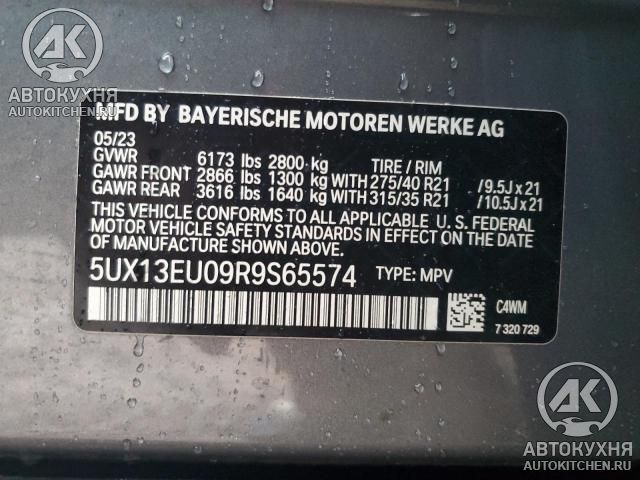 AK
АВТОКУХНЯ
AUTOKITCHEN.RU
MFD BY BAYERISCHE MOTOREN WERKE AG
05/23
GVWR 6173 lbs 2800 kg TIRE / RIM
GAWR FRONT 2866 lbs 1300 kg WITH 275/40 R21 /9.5J x 21
GAWR REAR 3616 lbs 1640 kg WITH 315/35 R21 /10.5J x 21
THIS VEHICLE CONFORMS TO ALL APPLICABLE U. S. FEDERAL
MOTOR VEHICLE SAFETY STANDARDS IN EFFECT ON THE DATE
OF MANUFACTURE SHOWN ABOVE.
5UX13EU09R9S65574 TYPE: MPV
C4WM
7 320 729
AK
АВТОКУХНЯ
AUTOKITCHEN.RU